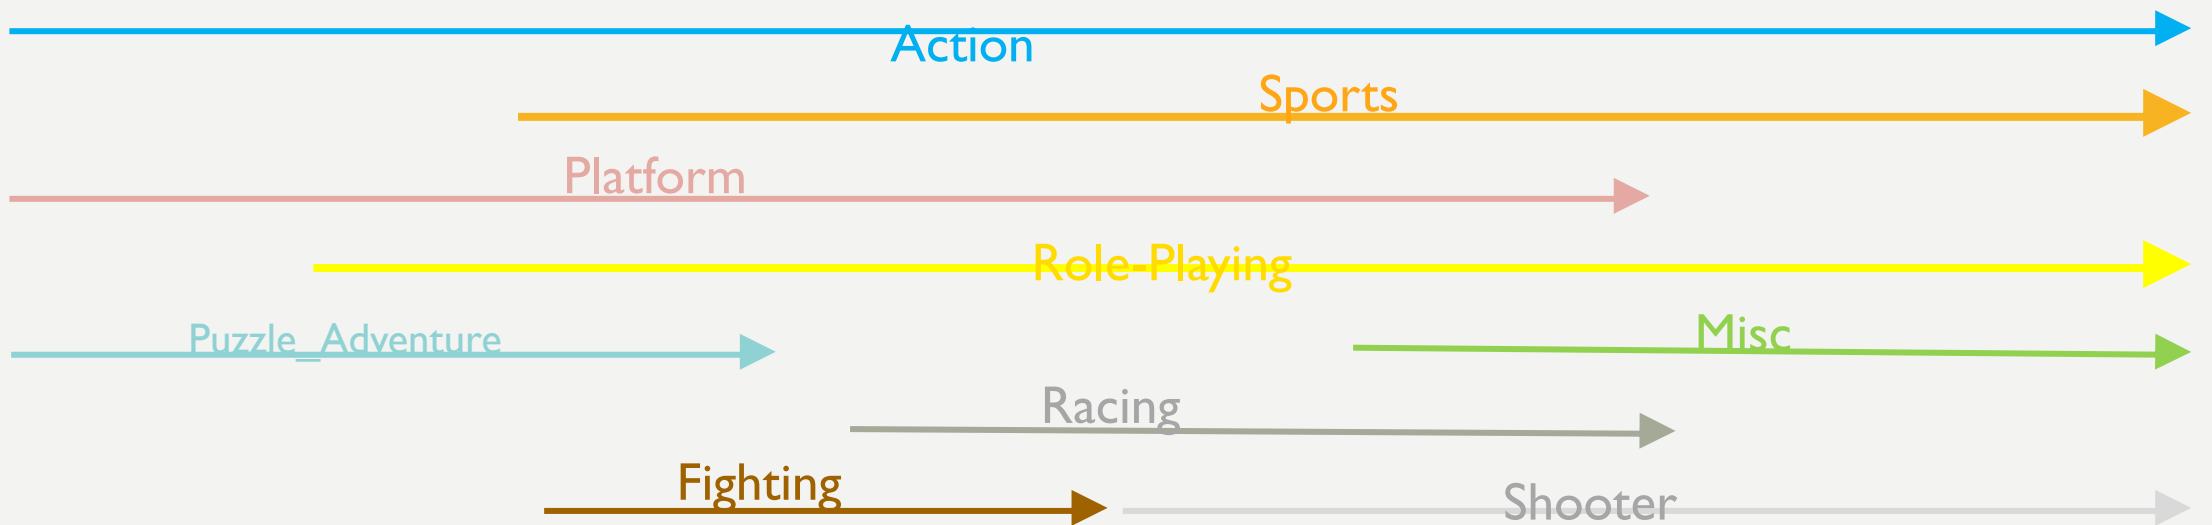 Action
Sports
Platform
Role-Playing
Puzzle_Adventure
Misc
Racing
Fighting
Shooter